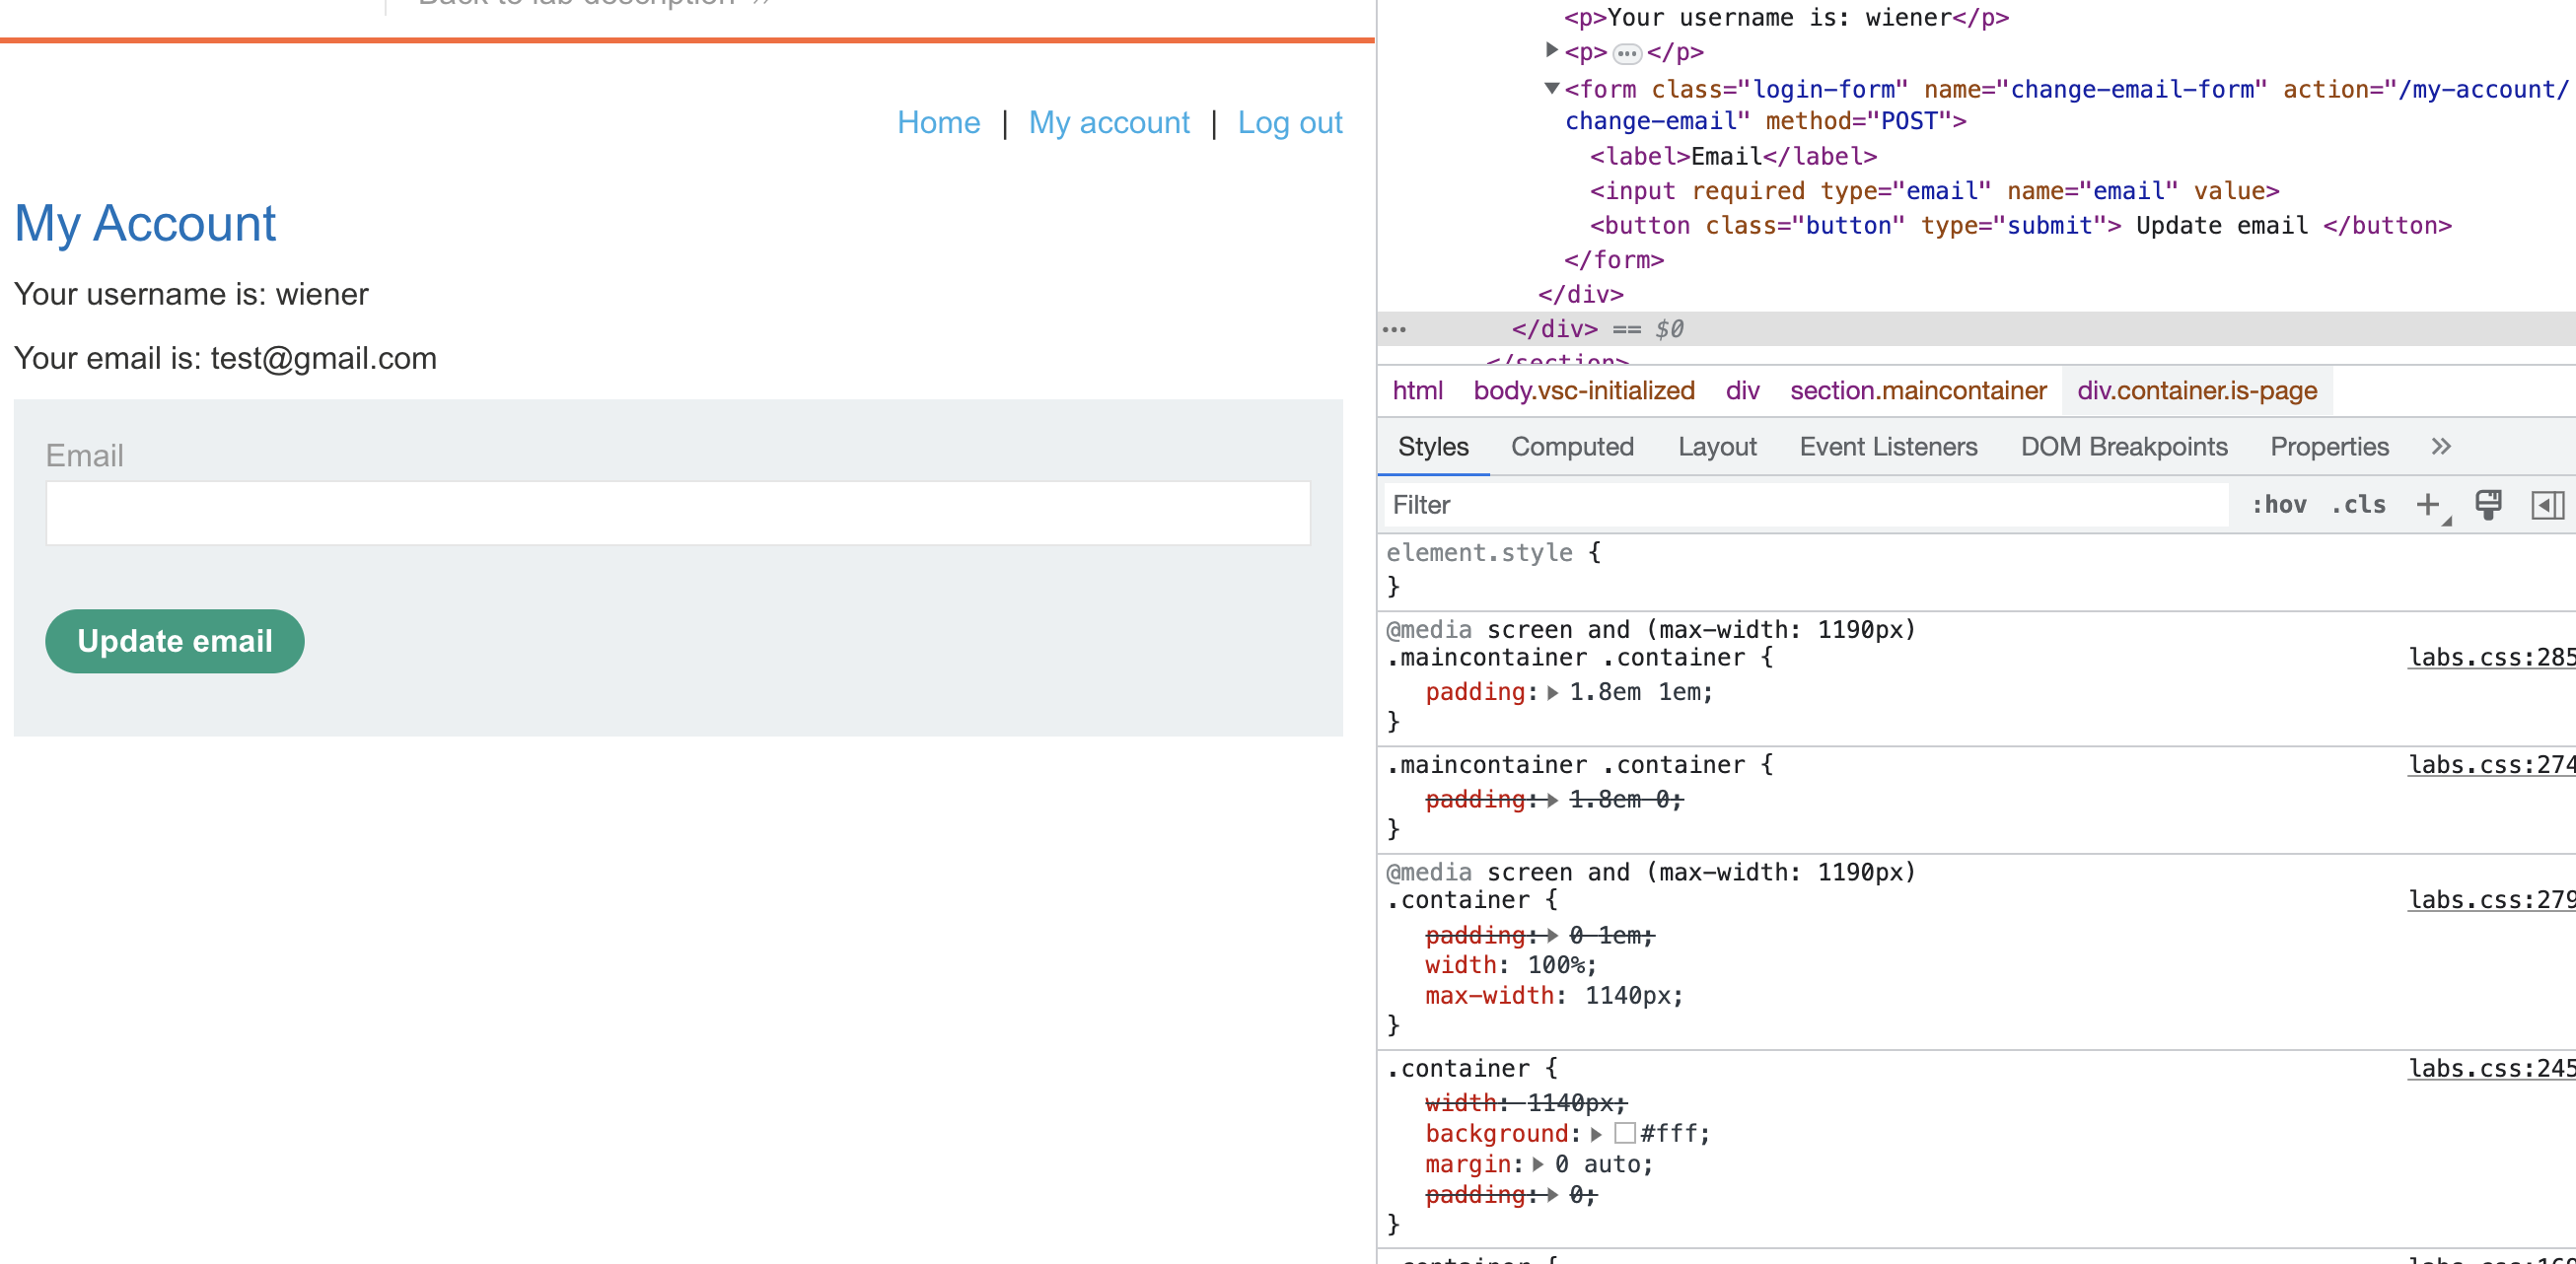 Back to lab description »
Home | My account | Log out
My Account
Your username is: wiener
Your email is: test@gmail.com
Email
Update email
<p>Your username is: wiener</p>
<p> ••• </p>
<form class="login-form" name="change-email-form" action="/my-account/
change-email" method="POST">
<label>Email</label>
<input required type="email" name="email" value>
<button class="button" type="submit"> Update email </button>
</form>
</div>
••• </div> == $0
</section>
html body.vsc-initialized div section.maincontainer div.container.is-page
Styles Computed Layout Event Listeners DOM Breakpoints Properties »
Filter :hov .cls +
element.style {
}
@media screen and (max-width: 1190px)
.maincontainer .container { labs.css:285
padding: 1.8em 1em;
}
.maincontainer .container { labs.css:274
padding: 1.8em 0;
}
@media screen and (max-width: 1190px)
.container { labs.css:279
padding: 0 1em;
width: 100%;
max-width: 1140px;
}
.container { labs.css:245
width: 1140px;
background: #fff;
margin: 0 auto;
padding: 0;
}
.container {